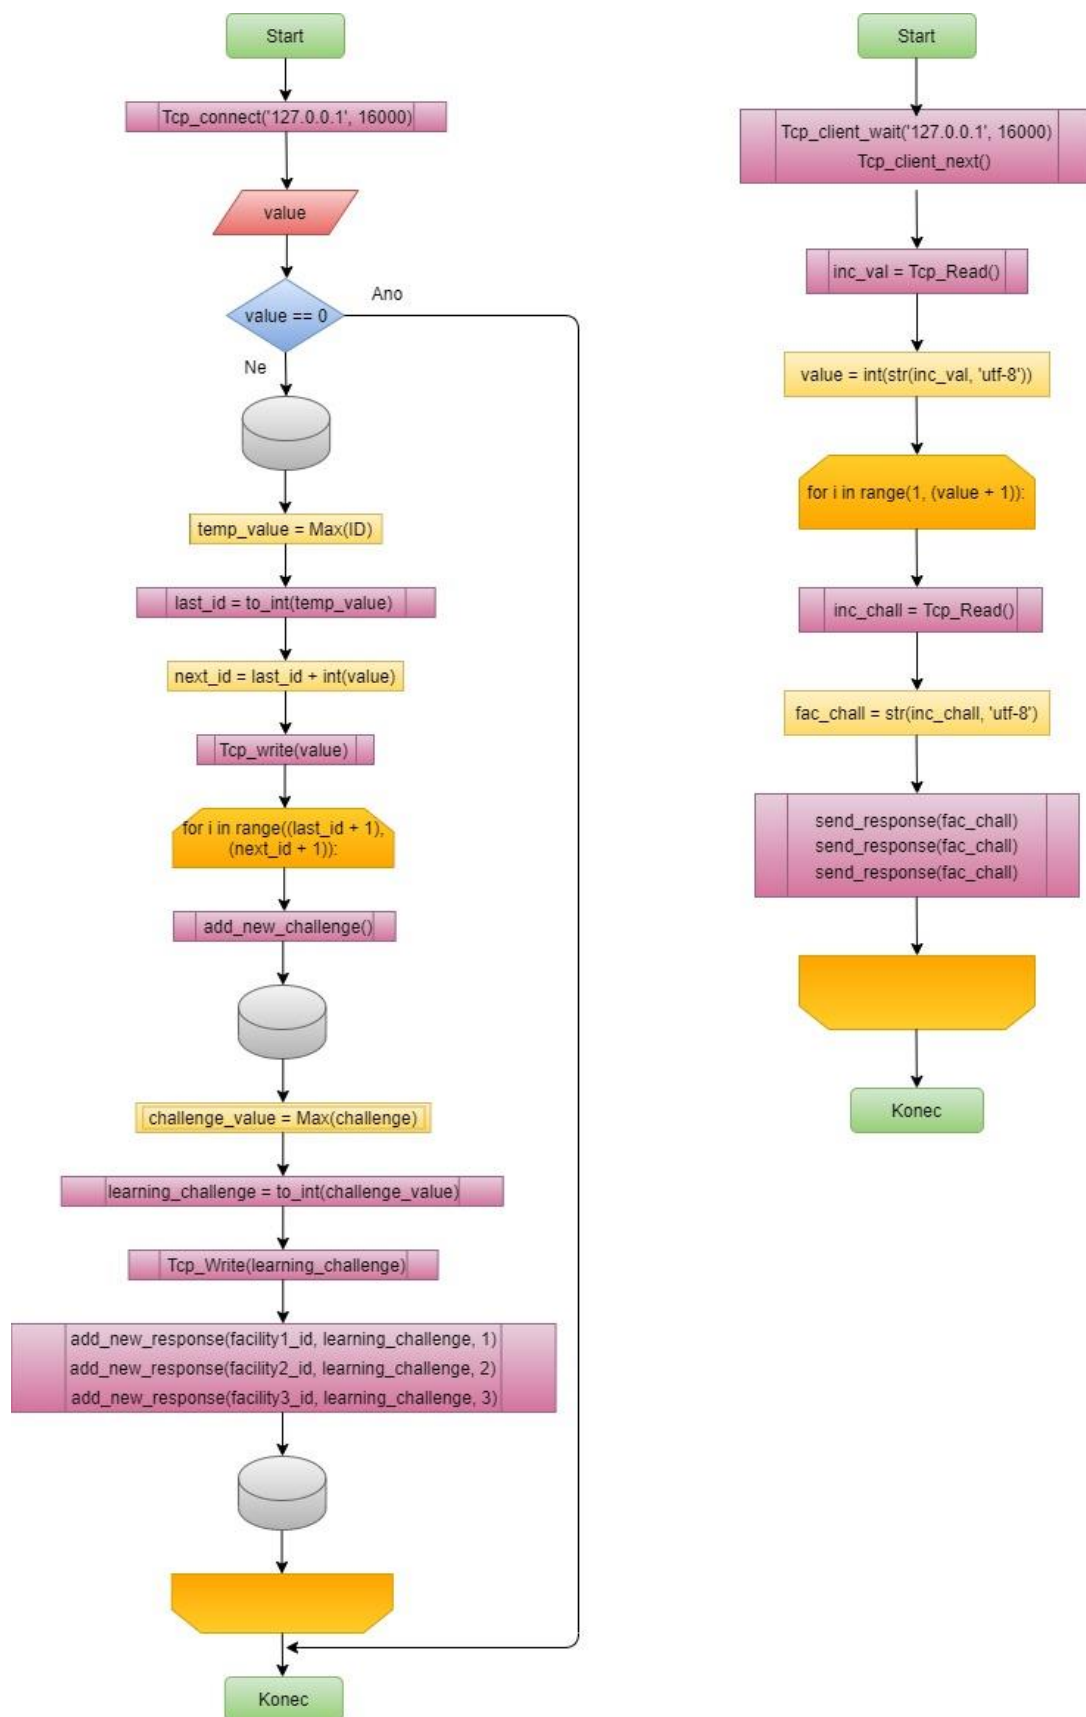 Start
Tcp_connect('127.0.0.1', 16000)
value
value == 0
Ano
Ne
temp_value = Max(ID)
last_id = to_int(temp_value)
next_id = last_id + int(value)
Tcp_write(value)
for i in range((last_id + 1),
(next_id + 1)):
add_new_challenge()
challenge_value = Max(challenge)
learning_challenge = to_int(challenge_value)
Tcp_Write(learning_challenge)
add_new_response(facility1_id, learning_challenge, 1)
add_new_response(facility2_id, learning_challenge, 2)
add_new_response(facility3_id, learning_challenge, 3)
Konec
Start
Tcp_client_wait('127.0.0.1', 16000)
Tcp_client_next()
inc_val = Tcp_Read()
value = int(str(inc_val, 'utf-8'))
for i in range(1, (value + 1)):
inc_chall = Tcp_Read()
fac_chall = str(inc_chall, 'utf-8')
send_response(fac_chall)
send_response(fac_chall)
send_response(fac_chall)
Konec